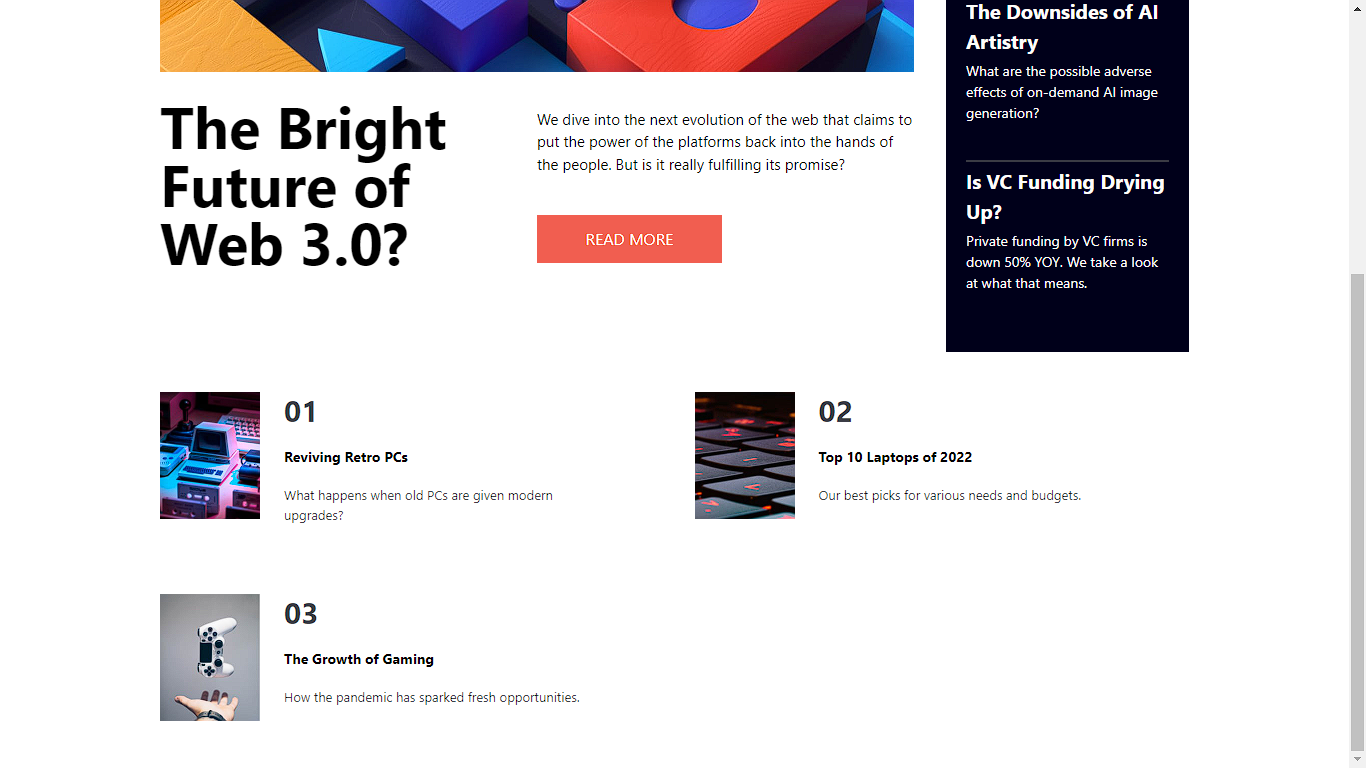 The Bright
Future of
Web 3.0?
We dive into the next evolution of the web that claims to
put the power of the platforms back into the hands of
the people. But is it really fulfilling its promise?
READ MORE
The Downsides of AI
Artistry
What are the possible adverse
effects of on-demand AI image
generation?
Is VC Funding Drying
Up?
Private funding by VC firms is
down 50% YOY. We take a look
at what that means.
01
Reviving Retro PCs
What happens when old PCs are given modern
upgrades?
02
Top 10 Laptops of 2022
Our best picks for various needs and budgets.
03
The Growth of Gaming
How the pandemic has sparked fresh opportunities.